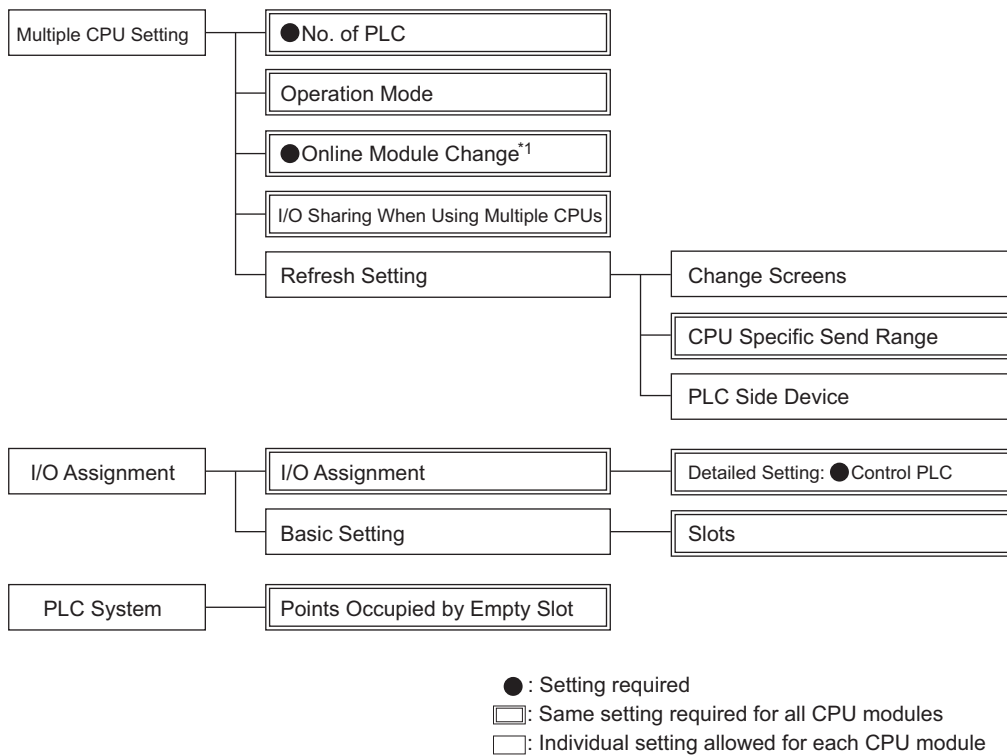 Multiple CPU Setting
●No. of PLC
Operation Mode
●Online Module Change*1
I/O Sharing When Using Multiple CPUs
Refresh Setting
Change Screens
CPU Specific Send Range
PLC Side Device
I/O Assignment
I/O Assignment
Detailed Setting: ●Control PLC
Basic Setting
Slots
PLC System
Points Occupied by Empty Slot
●: Setting required
: Same setting required for all CPU modules
: Individual setting allowed for each CPU module